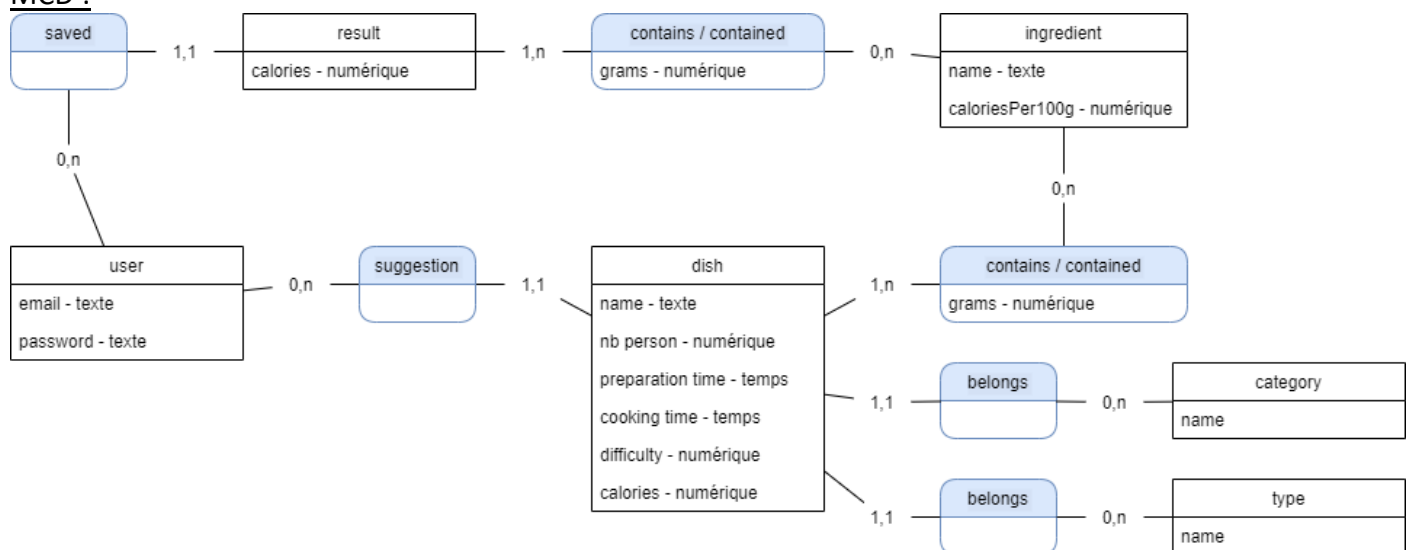 MCD :
saved
1,1
result
calories - numérique
1,n
contains / contained
grams - numérique
0,n
ingredient
name - texte
caloriesPer100g - numérique
0,n
0,n
user
email - texte
password - texte
0,n
suggestion
1,1
dish
name - texte
nb person - numérique
preparation time - temps
cooking time - temps
difficulty - numérique
calories - numérique
1,n
contains / contained
grams - numérique
1,1
belongs
0,n
category
name
1,1
belongs
0,n
type
name